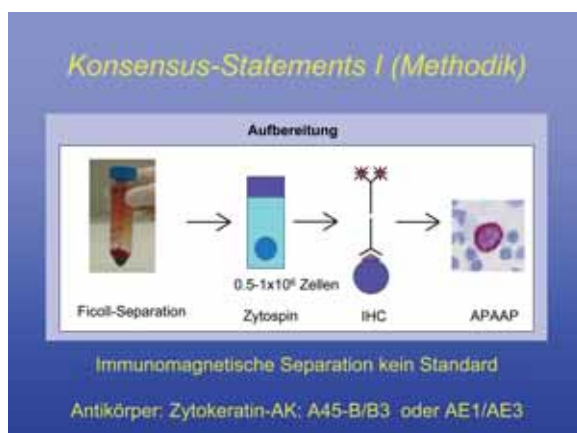 Konsensus-Statements I (Methodik)
Aufbereitung
0.5-1x10⁶ Zellen
Ficoll-Separation Zytospin IHC APAAP
Immunomagnetische Separation kein Standard
Antikörper: Zytokeratin-AK: A45-B/B3 oder AE1/AE3